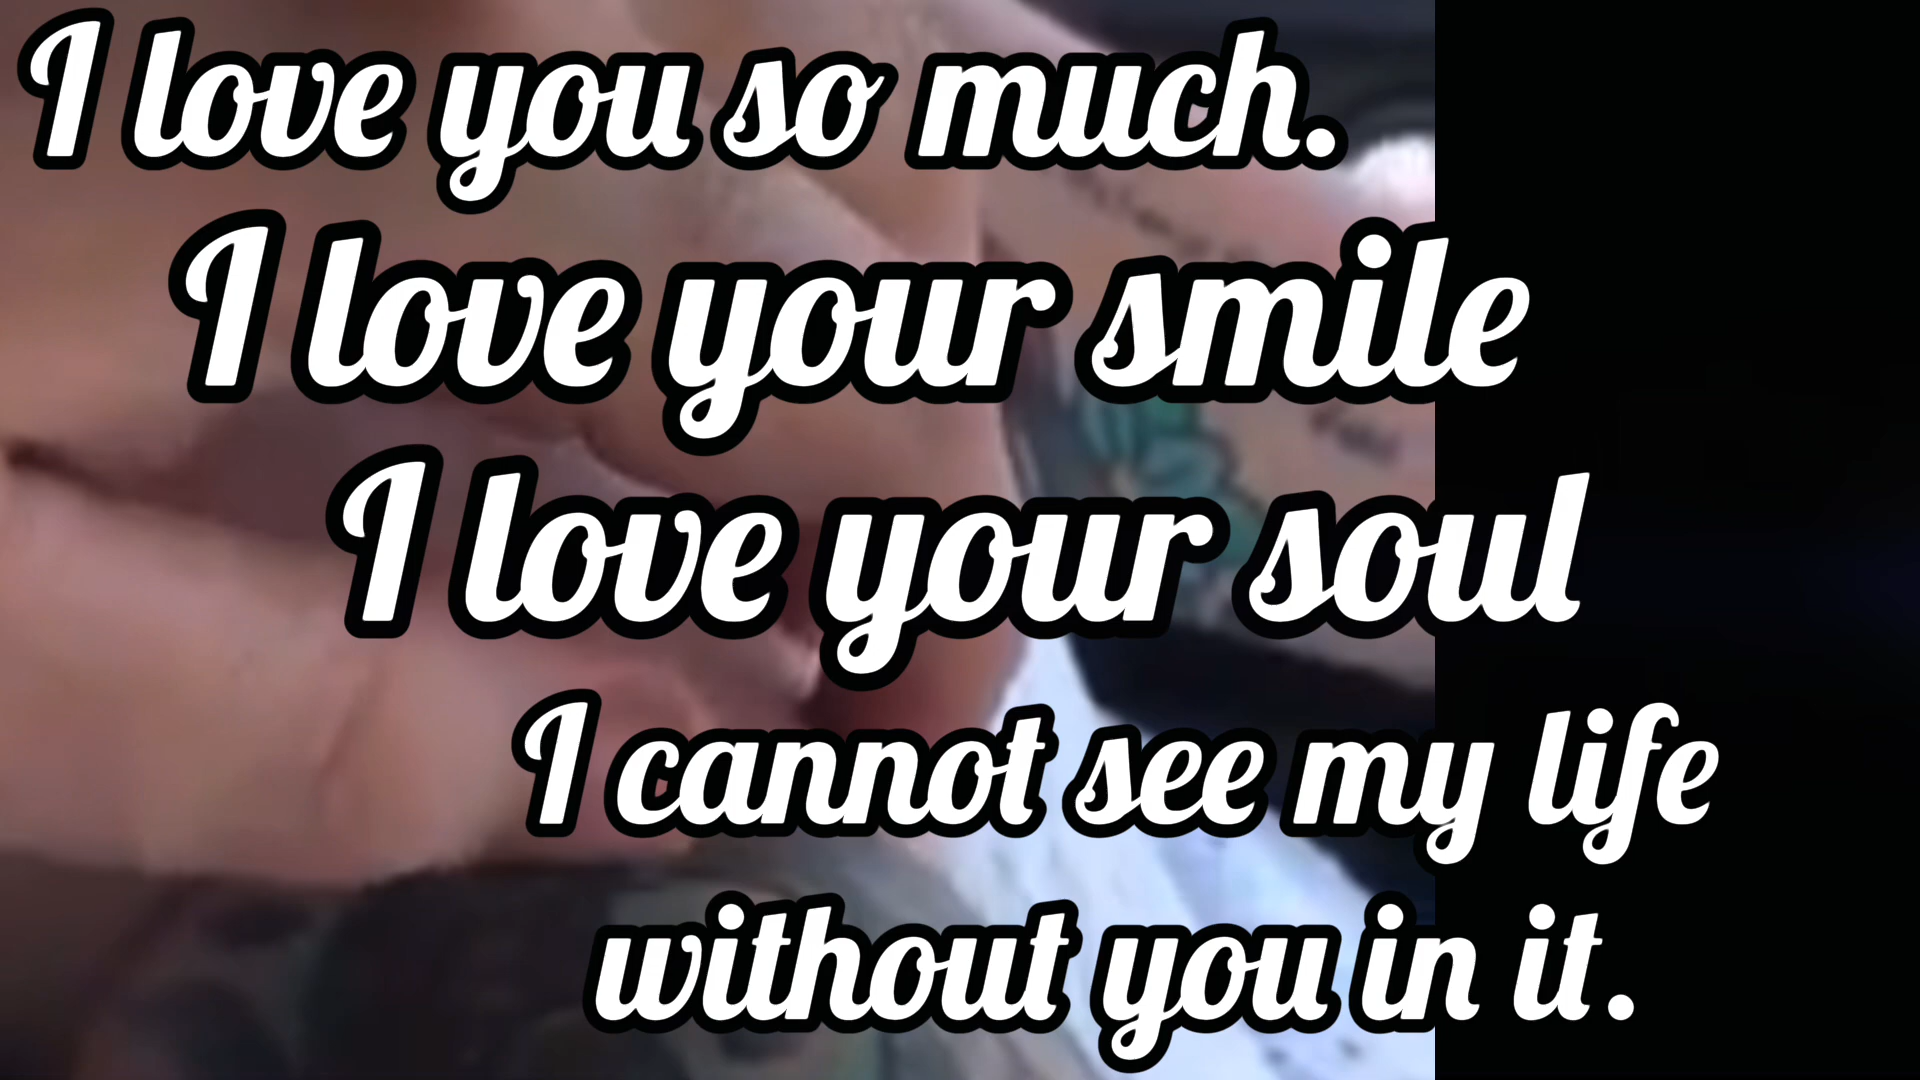 I love you so much.
I love your smile
I love your soul
I cannot see my life
without you in it.